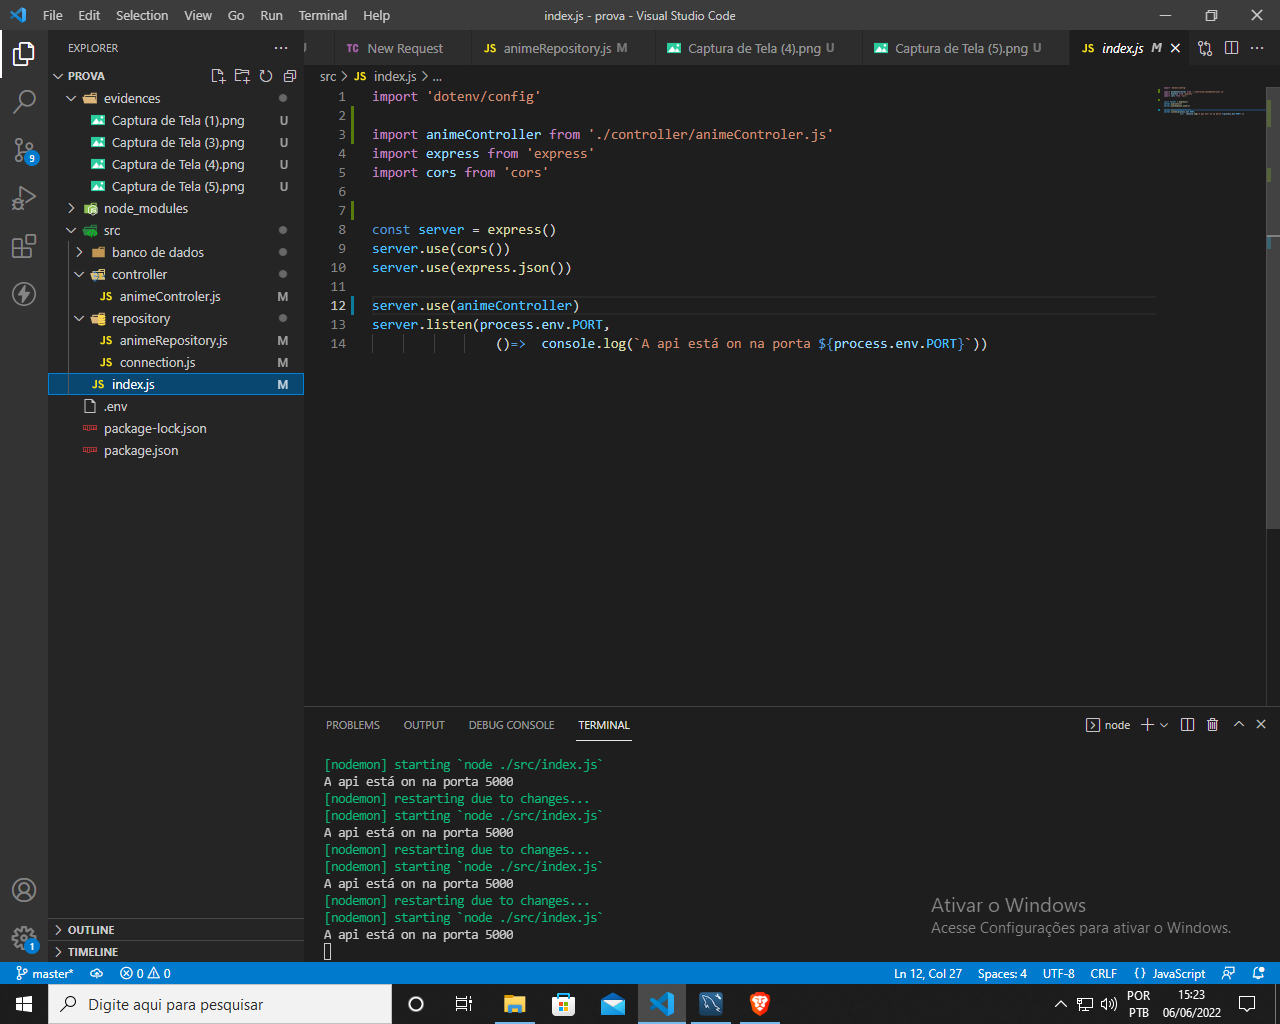 File Edit Selection View Go Run Terminal Help
index.js - prova - Visual Studio Code
EXPLORER
PROVA
evidences
Captura de Tela (1).png U
Captura de Tela (3).png U
Captura de Tela (4).png U
Captura de Tela (5).png U
node_modules
src
banco de dados
controller
animeControler.js M
repository
animeRepository.js M
connection.js M
index.js M
.env
package-lock.json
package.json
OUTLINE
TIMELINE
U TC New Request JS animeRepository.js M Captura de Tela (4).png U Captura de Tela (5).png U JS index.js M
src > JS index.js > ...
1 import 'dotenv/config'
2
3 import animeController from './controller/animeControler.js'
4 import express from 'express'
5 import cors from 'cors'
6
7
8 const server = express()
9 server.use(cors())
10 server.use(express.json())
11
12 server.use(animeController)
13 server.listen(process.env.PORT,
14 ()=> console.log(`A api está on na porta ${process.env.PORT}`))
PROBLEMS OUTPUT DEBUG CONSOLE TERMINAL
node
[nodemon] starting `node ./src/index.js`
A api está on na porta 5000
[nodemon] restarting due to changes...
[nodemon] starting `node ./src/index.js`
A api está on na porta 5000
[nodemon] restarting due to changes...
[nodemon] starting `node ./src/index.js`
A api está on na porta 5000
[nodemon] restarting due to changes...
[nodemon] starting `node ./src/index.js`
A api está on na porta 5000
Ativar o Windows
Acesse Configurações para ativar o Windows.
9
1
master* 0 0 Ln 12, Col 27 Spaces: 4 UTF-8 CRLF {} JavaScript
Digite aqui para pesquisar
POR
PTB
15:23
06/06/2022